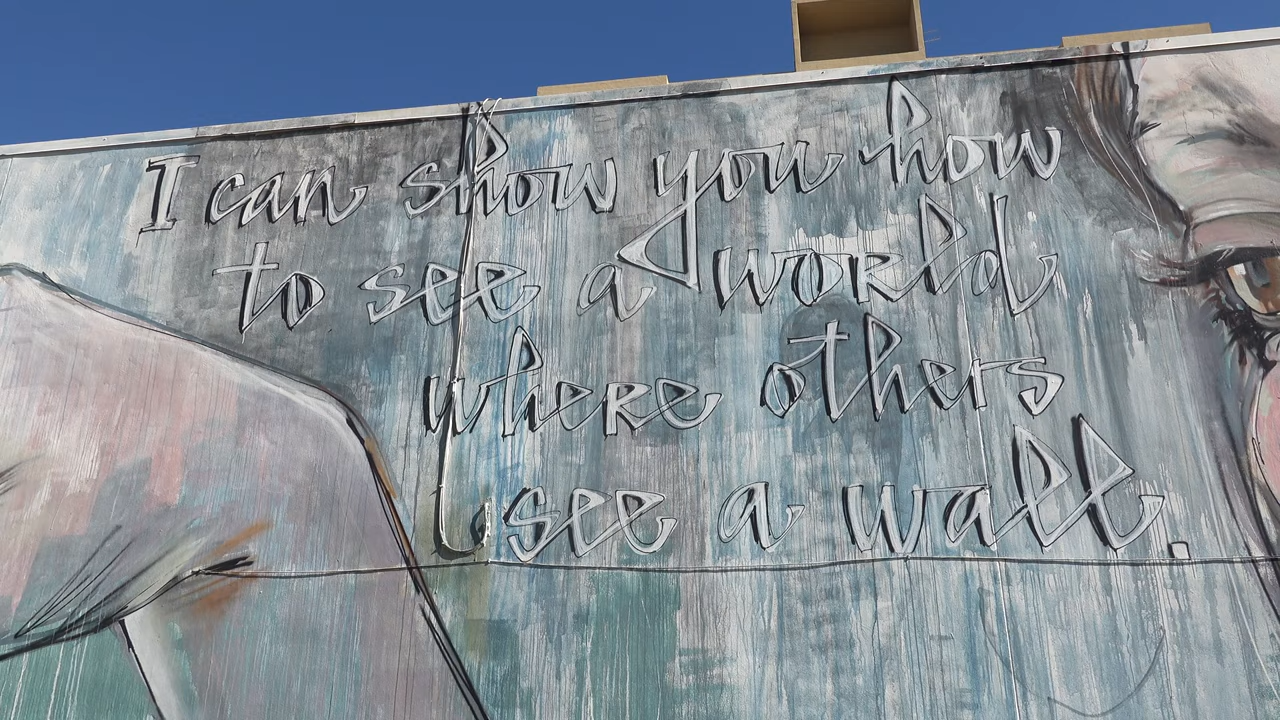 I can show you how
to see a world
where others
see a wall.